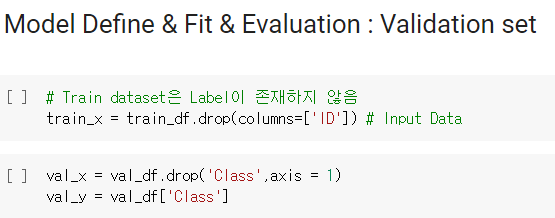 Model Define & Fit & Evaluation : Validation set
[ ] # Train dataset은 Label이 존재하지 않음
train_x = train_df.drop(columns=['ID']) # Input Data
[ ] val_x = val_df.drop('Class',axis = 1)
val_y = val_df['Class']